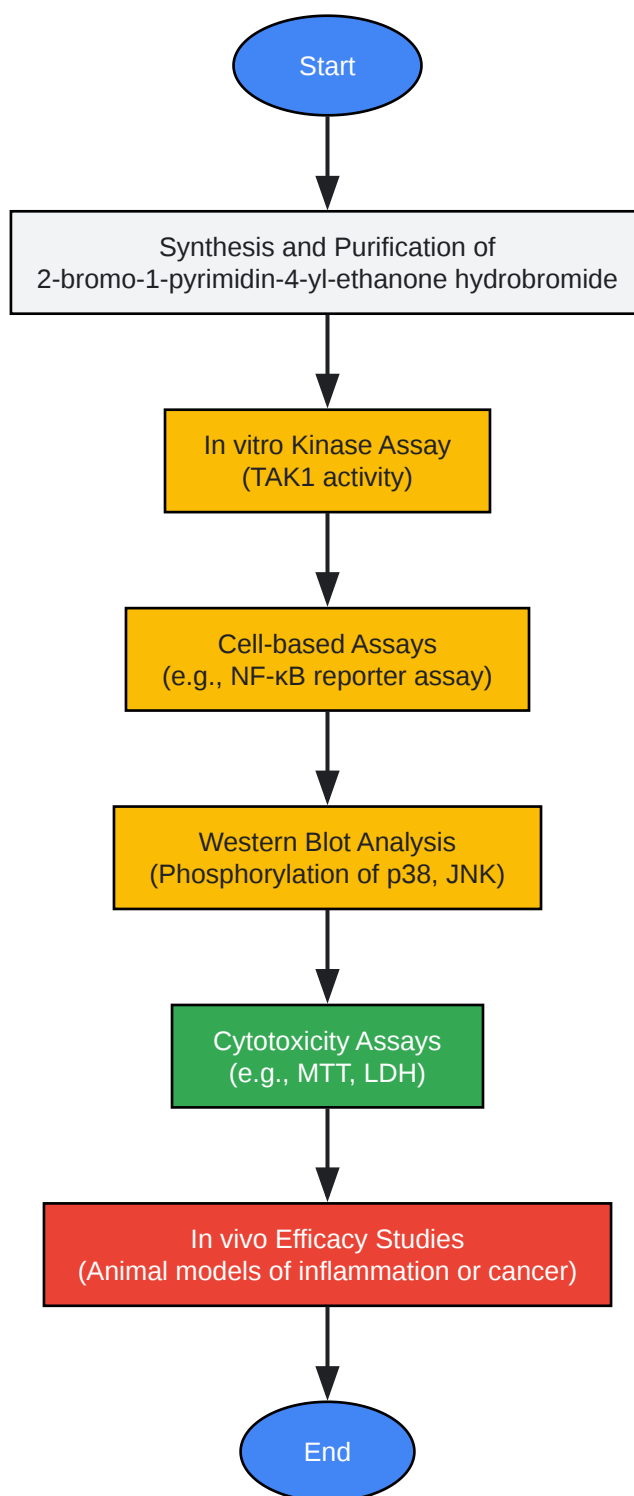 Start
Synthesis and Purification of
2-bromo-1-pyrimidin-4-yl-ethanone hydrobromide
In vitro Kinase Assay
(TAK1 activity)
Cell-based Assays
(e.g., NF-κB reporter assay)
Western Blot Analysis
(Phosphorylation of p38, JNK)
Cytotoxicity Assays
(e.g., MTT, LDH)
In vivo Efficacy Studies
(Animal models of inflammation or cancer)
End